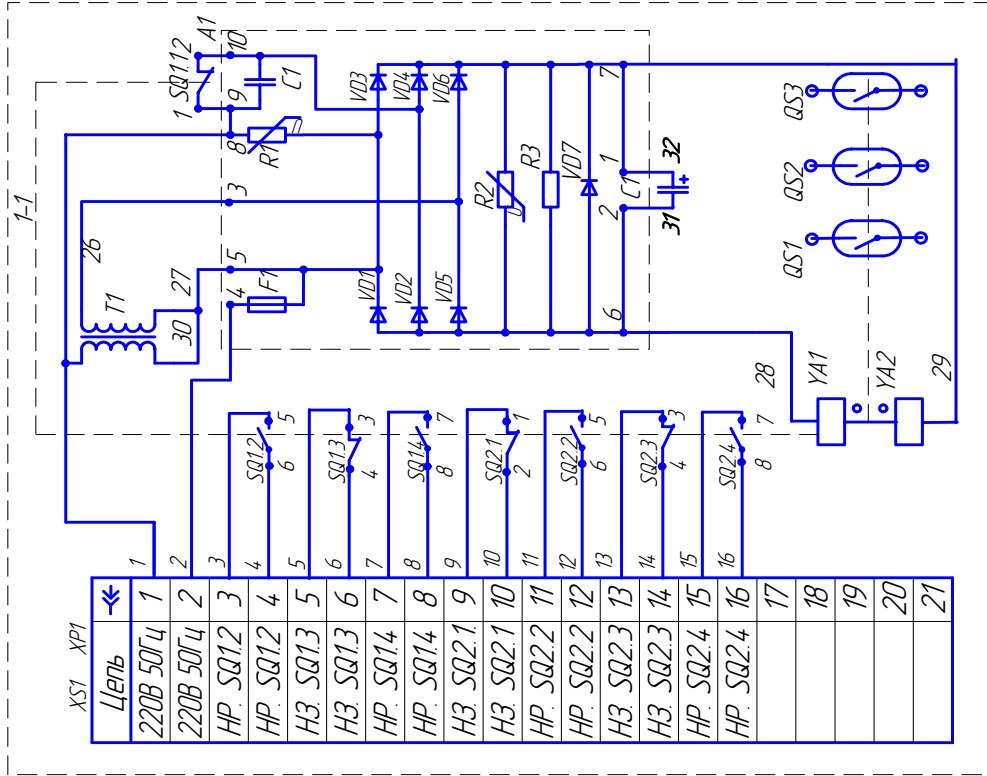 1-1
SQ1.1.2
1
A1
10
9
C1
8
R1
3
26
5
27
4
F1
T1
30
VD3
VD4
VD6
VD1
VD2
VD5
R2
R3
VD7
7
1
2
C1
6
32
31
+
QS3
QS2
QS1
28
YA1
YA2
29
SQ1.2
5
6
SQ1.3
3
4
SQ1.4
7
8
SQ2.1
1
2
SQ2.2
5
6
SQ2.3
3
4
SQ2.4
7
8
1
2
3
4
5
6
7
8
9
10
11
12
13
14
15
16
XS1 XP1
Цепь
220В 50Гц 1
220В 50Гц 2
НР. SQ1.2 3
НР. SQ1.2 4
НЗ. SQ1.3 5
НЗ. SQ1.3 6
НР. SQ1.4 7
НР. SQ1.4 8
НЗ. SQ2.1. 9
НЗ. SQ2.1 10
НР. SQ2.2 11
НР. SQ2.2 12
НЗ. SQ2.3 13
НЗ. SQ2.3 14
НР. SQ2.4 15
НР. SQ2.4 16
17
18
19
20
21